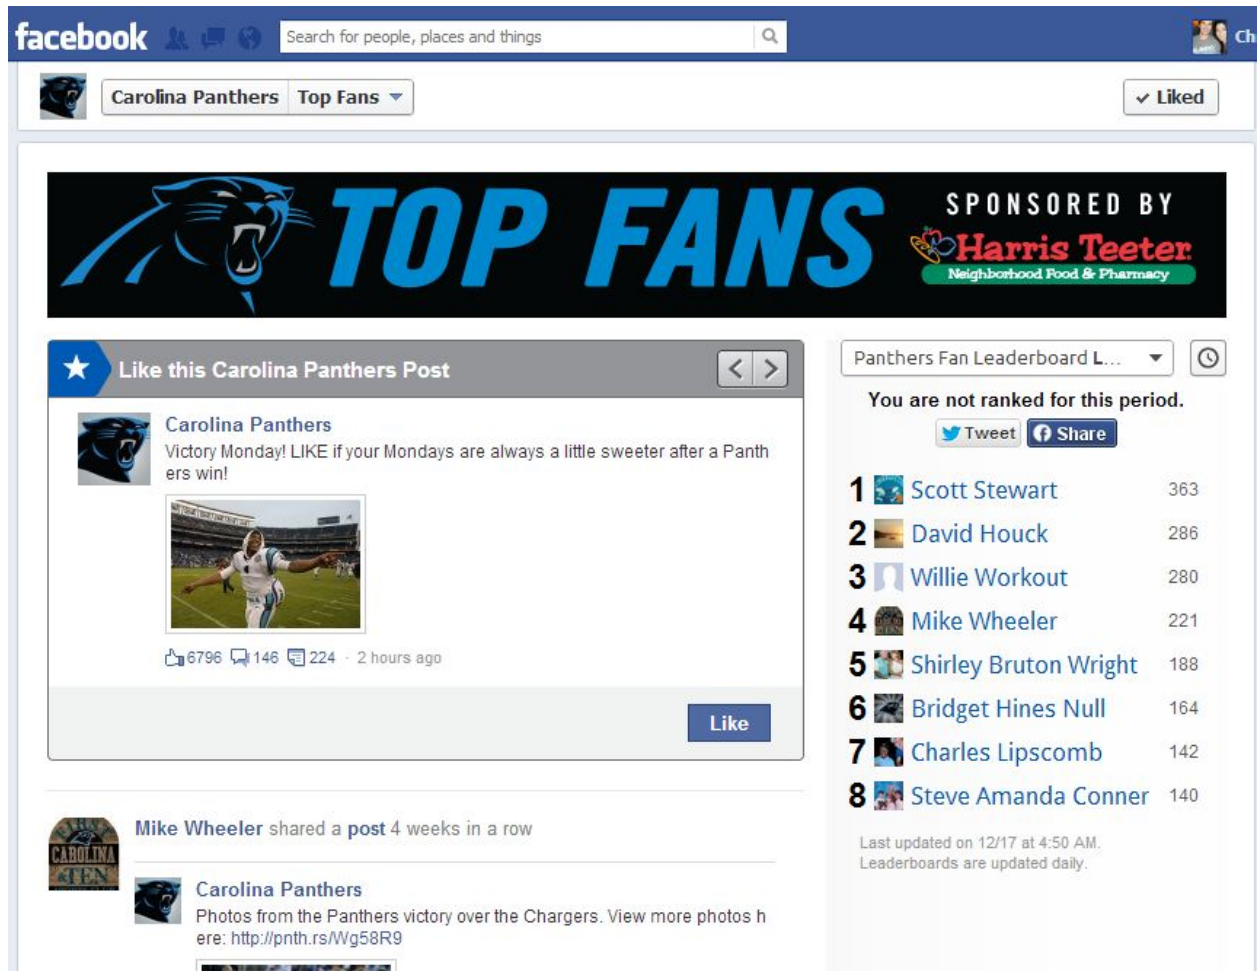 facebook
Search for people, places and things
Ch
Carolina Panthers Top Fans
Liked
TOP FANS
SPONSORED BY
Harris Teeter
Neighborhood Food & Pharmacy
Like this Carolina Panthers Post
Carolina Panthers
Victory Monday! LIKE if your Mondays are always a little sweeter after a Panth
ers win!
6796 146 224 · 2 hours ago
Like
Mike Wheeler shared a post 4 weeks in a row
FIRST
CAROLINA
& TEN
Carolina Panthers
Photos from the Panthers victory over the Chargers. View more photos h
ere: http://pnth.rs/Wg58R9
Panthers Fan Leaderboard L...
You are not ranked for this period.
Tweet
Share
1 Scott Stewart 363
2 David Houck 286
3 Willie Workout 280
4 Mike Wheeler 221
5 Shirley Bruton Wright 188
6 Bridget Hines Null 164
7 Charles Lipscomb 142
8 Steve Amanda Conner 140
Last updated on 12/17 at 4:50 AM.
Leaderboards are updated daily.